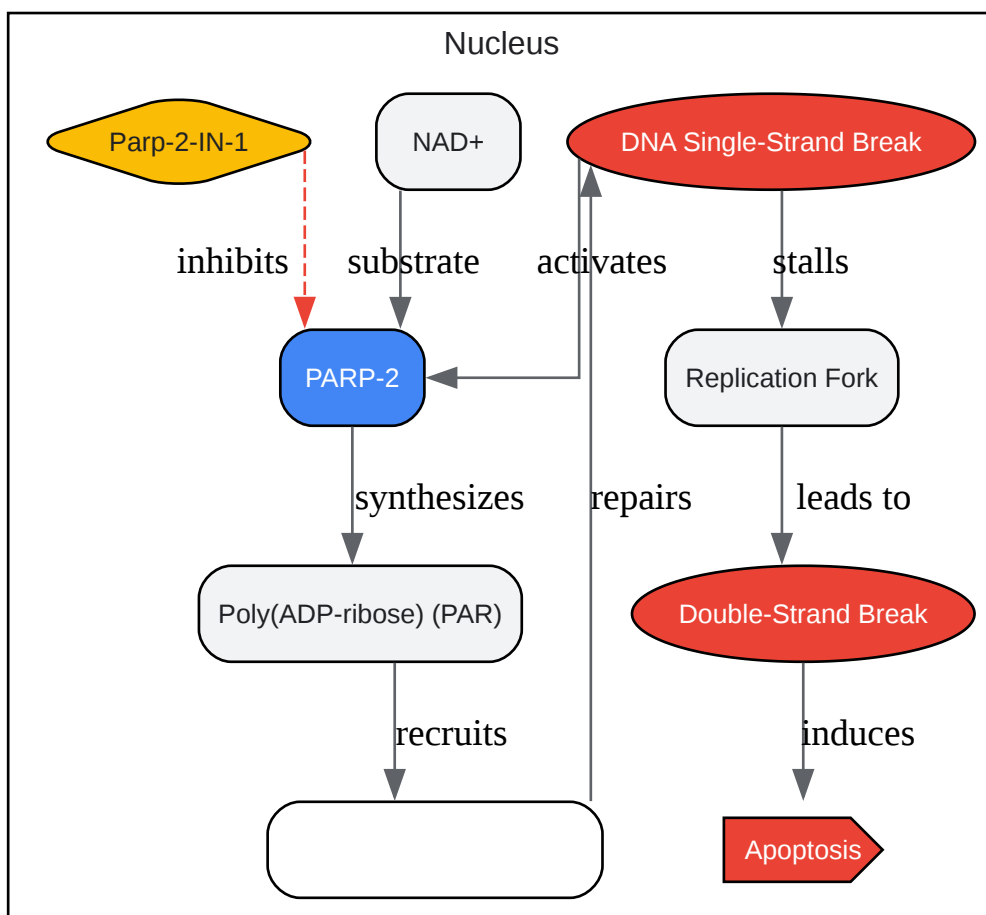 Nucleus
Parp-2-IN-1
NAD+
DNA Single-Strand Break
inhibits
substrate
activates
stalls
PARP-2
Replication Fork
synthesizes
repairs
leads to
Poly(ADP-ribose) (PAR)
Double-Strand Break
recruits
induces
Apoptosis